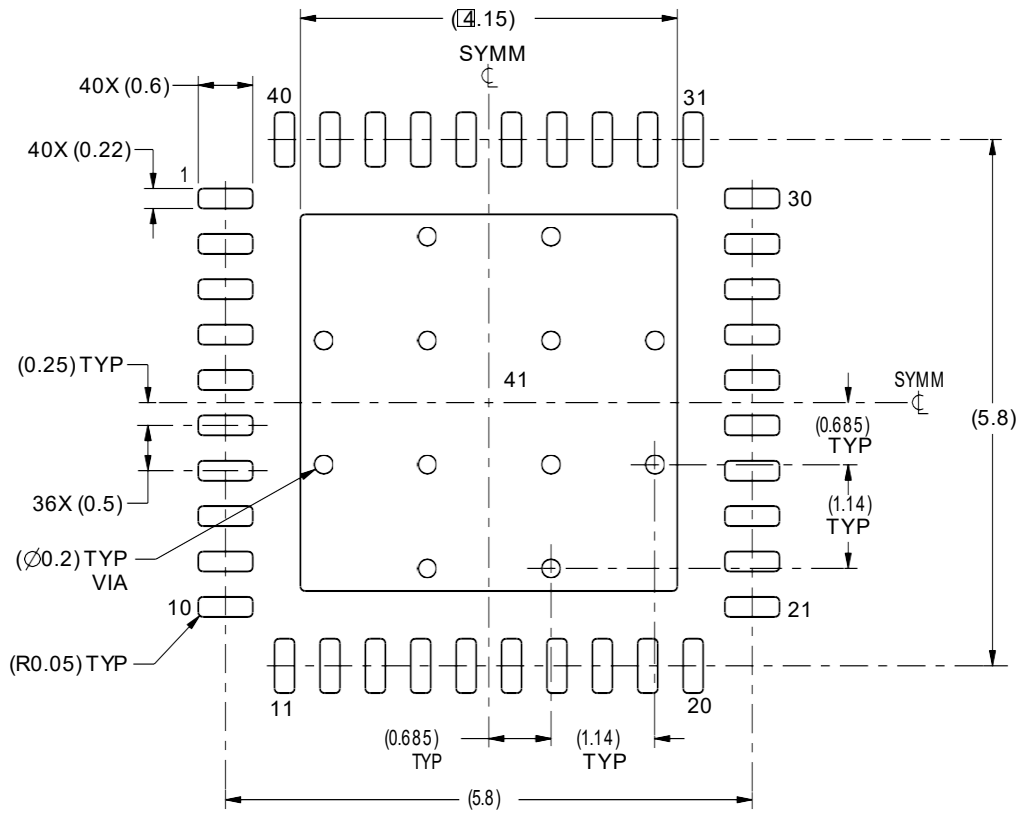 (□4.15)
SYMM
℄
40X (0.6)
40
31
40X (0.22)
1
30
(0.25) TYP
41
SYMM
℄
(0.685)
TYP
(5.8)
36X (0.5)
(1.14)
TYP
(∅0.2) TYP
VIA
10
21
(R0.05) TYP
11
20
(0.685)
TYP
(1.14)
TYP
(5.8)